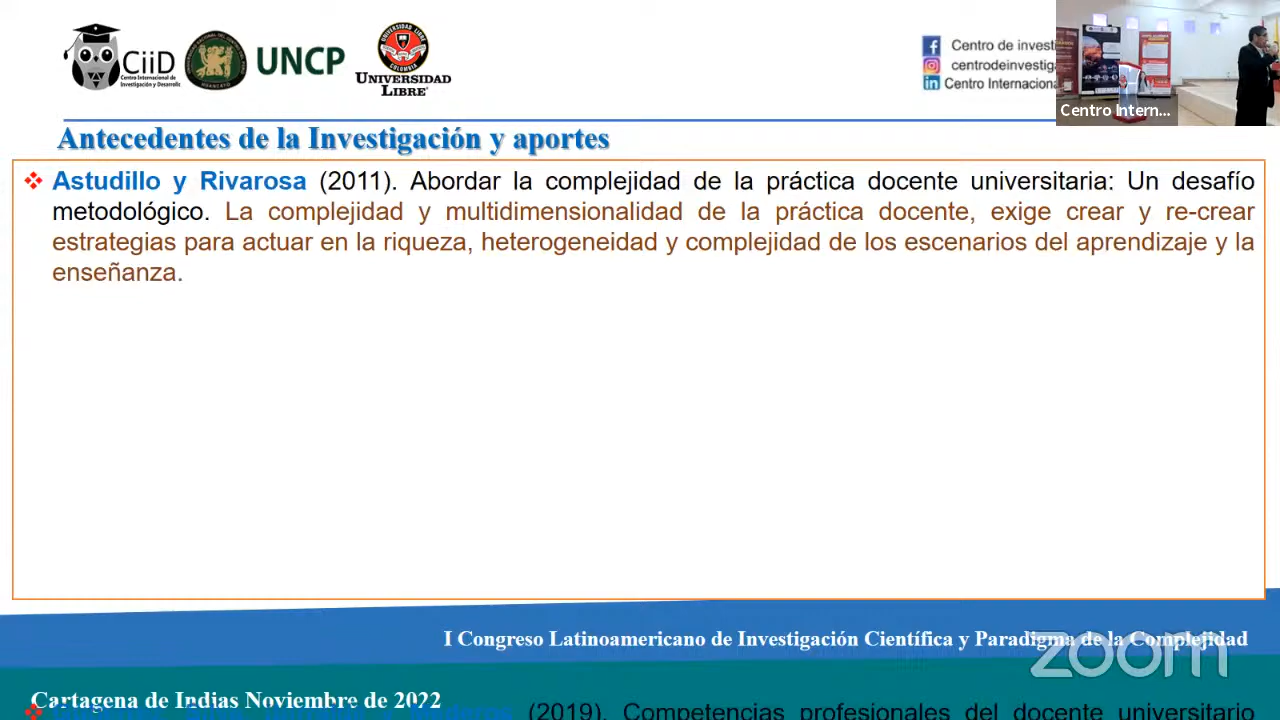 CiiD
Centro Internacional de
Investigación y Desarrollo
UNCP
UNIVERSIDAD
LIBRE
COLOMBIA
UNIVERSIDAD
LIBRE
Centro de invest
centrodeinvestiga
Centro Internaciona
Centro Intern...
Antecedentes de la Investigación y aportes
❖ Astudillo y Rivarosa (2011). Abordar la complejidad de la práctica docente universitaria: Un desafío
metodológico. La complejidad y multidimensionalidad de la práctica docente, exige crear y re-crear
estrategias para actuar en la riqueza, heterogeneidad y complejidad de los escenarios del aprendizaje y la
enseñanza.
I Congreso Latinoamericano de Investigación Científica y Paradigma de la Complejidad
zoom
Cartagena de Indias Noviembre de 2022
(2019). Competencias profesionales del docente universitario